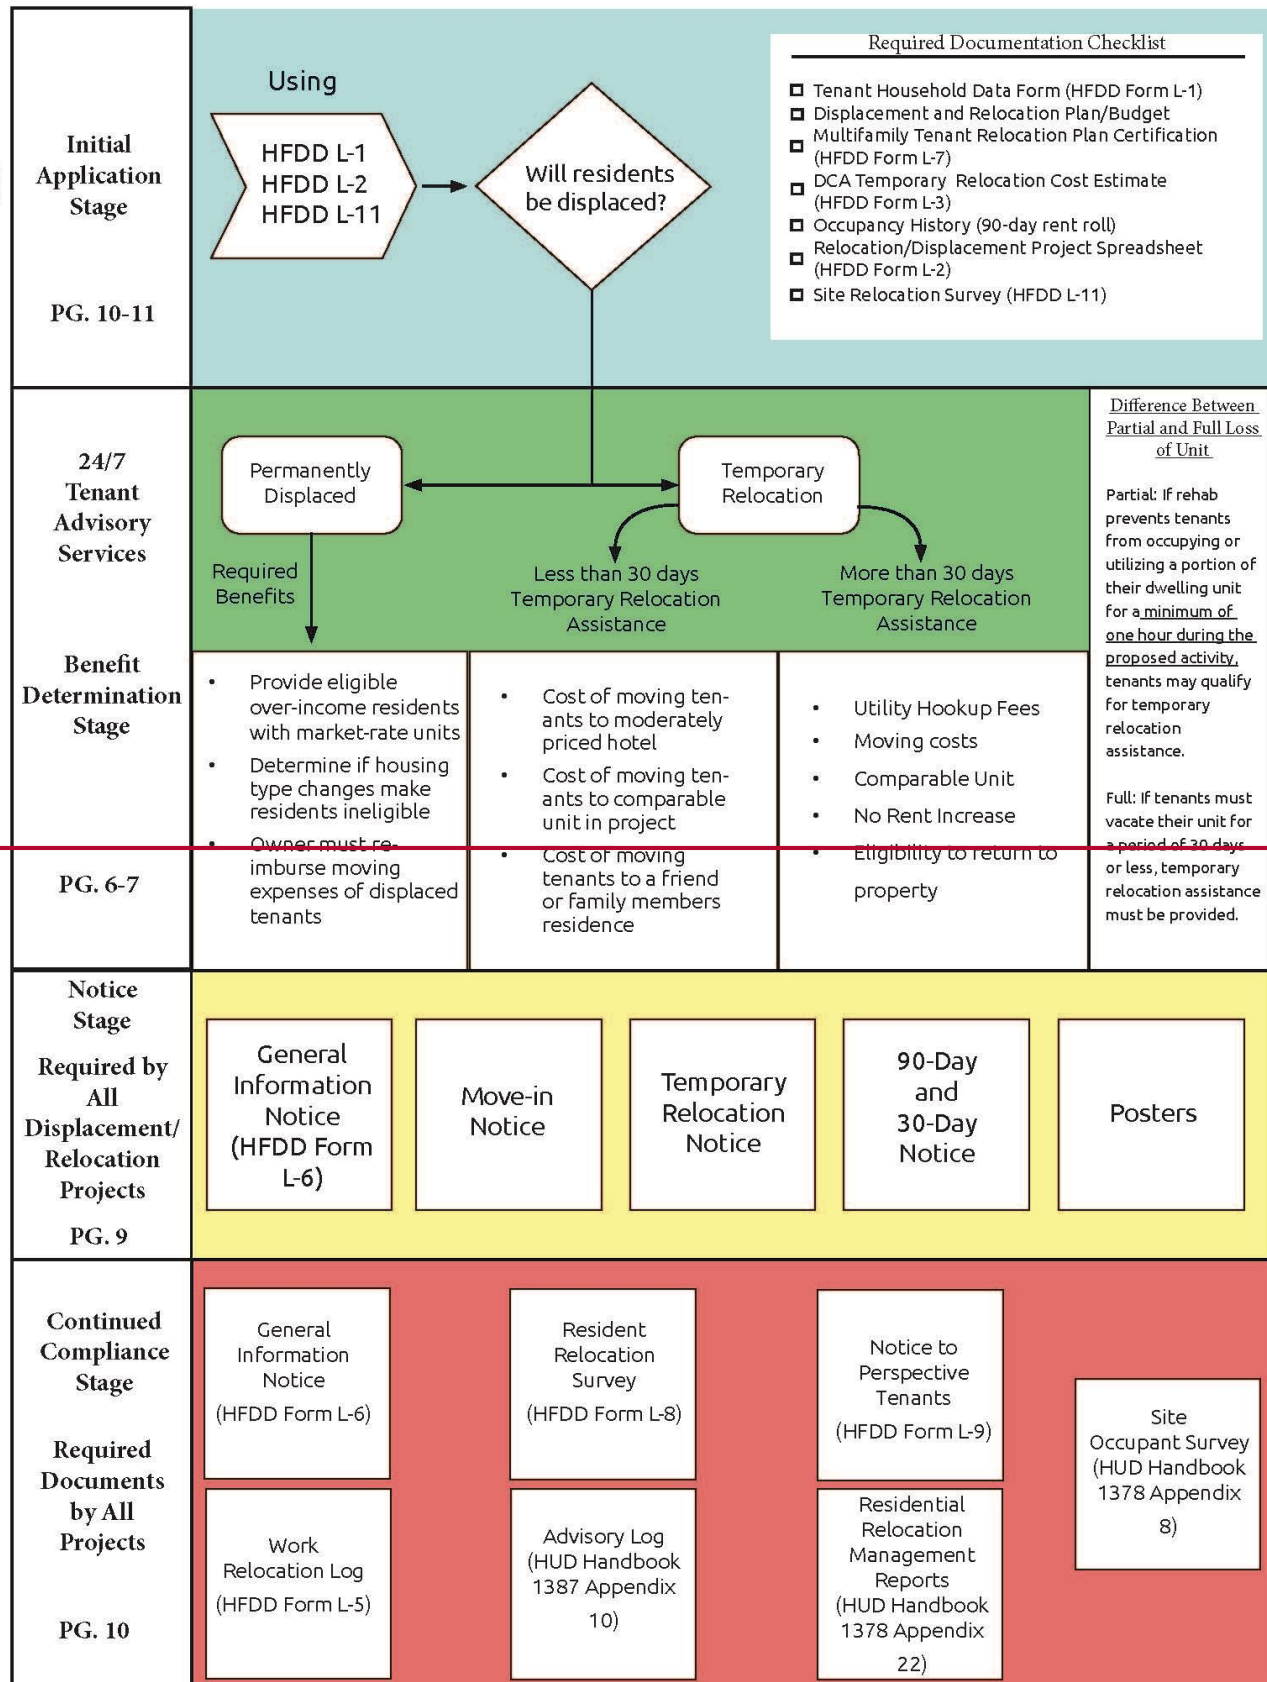 Initial
Application
Stage
PG. 10-11
Using
HFDD L-1
HFDD L-2
HFDD L-11
Will residents
be displaced?
Required Documentation Checklist
Tenant Household Data Form (HFDD Form L-1)
Displacement and Relocation Plan/Budget
Multifamily Tenant Relocation Plan Certification
(HFDD Form L-7)
DCA Temporary Relocation Cost Estimate
(HFDD Form L-3)
Occupancy History (90-day rent roll)
Relocation/Displacement Project Spreadsheet
(HFDD Form L-2)
Site Relocation Survey (HFDD L-11)
24/7
Tenant
Advisory
Services
Benefit
Determination
Stage
PG. 6-7
Permanently
Displaced
Temporary
Relocation
Required
Benefits
Less than 30 days
Temporary Relocation
Assistance
More than 30 days
Temporary Relocation
Assistance
• Provide eligible
over-income residents
with market-rate units
• Determine if housing
type changes make
residents ineligible
• Owner must re-
imburse moving
expenses of displaced
tenants
• Cost of moving ten-
ants to moderately
priced hotel
• Cost of moving ten-
ants to comparable
unit in project
• Cost of moving
tenants to a friend
or family members
residence
• Utility Hookup Fees
• Moving costs
• Comparable Unit
• No Rent Increase
• Eligibility to return to
property
Difference Between
Partial and Full Loss
of Unit
Partial: If rehab
prevents tenants
from occupying or
utilizing a portion of
their dwelling unit
for a minimum of
one hour during the
proposed activity,
tenants may qualify
for temporary
relocation
assistance.
Full: If tenants must
vacate their unit for
a period of 30 days
or less, temporary
relocation assistance
must be provided.
Notice
Stage
Required by
All
Displacement/
Relocation
Projects
PG. 9
General
Information
Notice
(HFDD Form
L-6)
Move-in
Notice
Temporary
Relocation
Notice
90-Day
and
30-Day
Notice
Posters
Continued
Compliance
Stage
Required
Documents
by All
Projects
PG. 10
General
Information
Notice
(HFDD Form L-6)
Resident
Relocation
Survey
(HFDD Form L-8)
Notice to
Perspective
Tenants
(HFDD Form L-9)
Site
Occupant Survey
(HUD Handbook
1378 Appendix
8)
Work
Relocation Log
(HFDD Form L-5)
Advisory Log
(HUD Handbook
1387 Appendix
10)
Residential
Relocation
Management
Reports
(HUD Handbook
1378 Appendix
22)